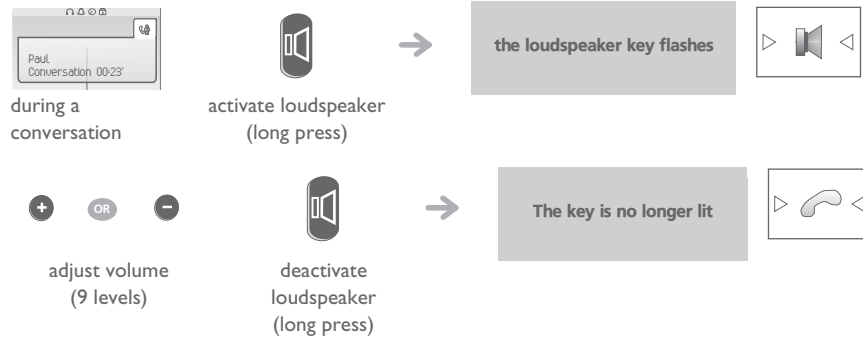 Paul
Conversation 00:23'
during a
conversation
activate loudspeaker
(long press)
the loudspeaker key flashes
+
OR
-
adjust volume
(9 levels)
deactivate
loudspeaker
(long press)
The key is no longer lit